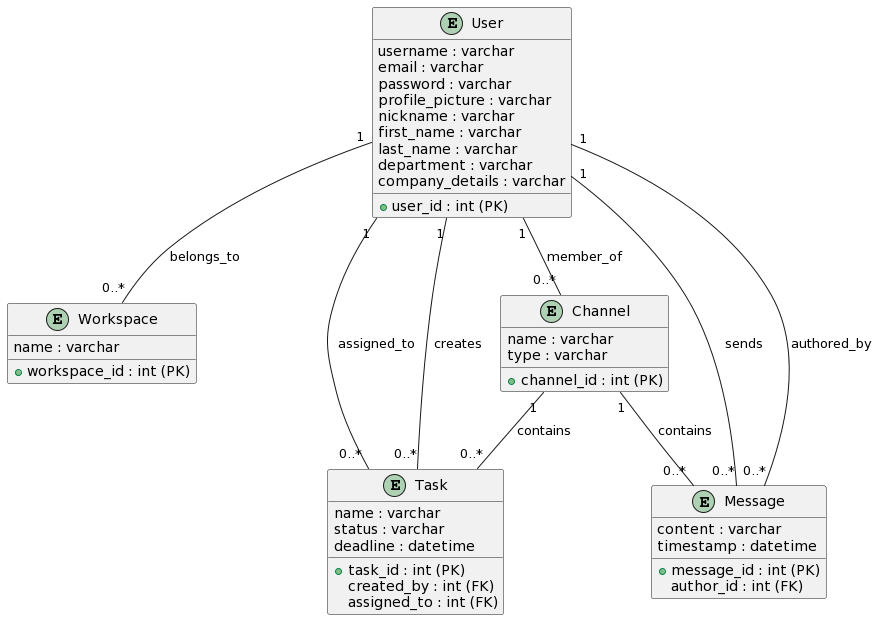 E User
username : varchar
email : varchar
password : varchar
profile_picture : varchar
nickname : varchar
first_name : varchar
last_name : varchar
department : varchar
company_details : varchar
user_id : int (PK)
1
1
1
1
1
1
belongs_to
member_of
0..*
0..*
E Workspace
name : varchar
workspace_id : int (PK)
E Channel
name : varchar
type : varchar
channel_id : int (PK)
assigned_to
creates
sends
authored_by
1
1
contains
contains
0..*
0..*
0..*
0..*
0..*
0..*
E Task
name : varchar
status : varchar
deadline : datetime
task_id : int (PK)
created_by : int (FK)
assigned_to : int (FK)
E Message
content : varchar
timestamp : datetime
message_id : int (PK)
author_id : int (FK)